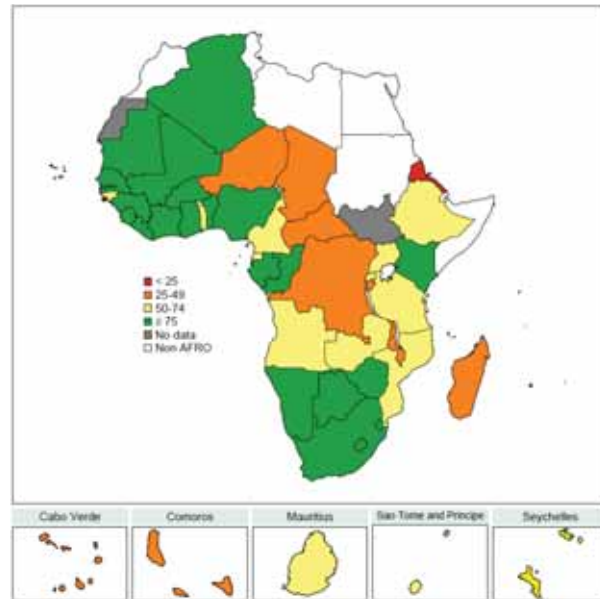 < 25
25-49
50-74
≥ 75
No data
Non AFRO
Cabo Verde
Comoros
Mauritius
Sao Tome and Principe
Seychelles